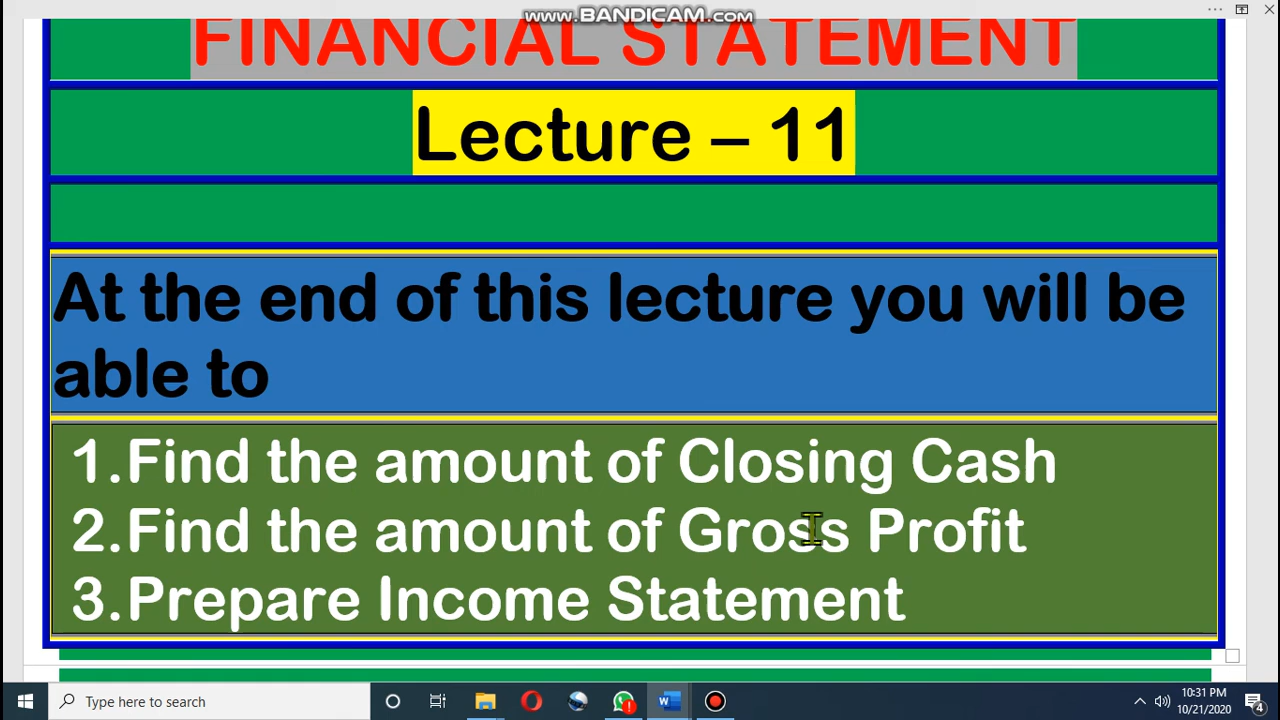 WWW.BANDICAM.COM
FINANCIAL STATEMENT
Lecture – 11
At the end of this lecture you will be
able to
1.Find the amount of Closing Cash
2.Find the amount of Gross Profit
3.Prepare Income Statement
Type here to search
10:31 PM
10/21/2020
4